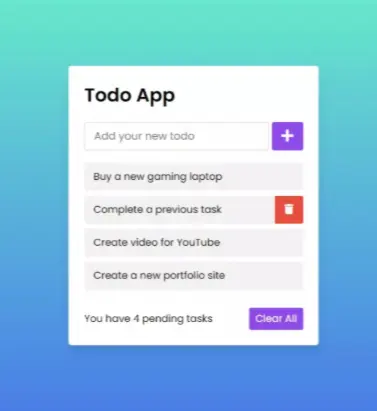 Todo App
Add your new todo
Buy a new gaming laptop
Complete a previous task
Create video for YouTube
Create a new portfolio site
You have 4 pending tasks
Clear All